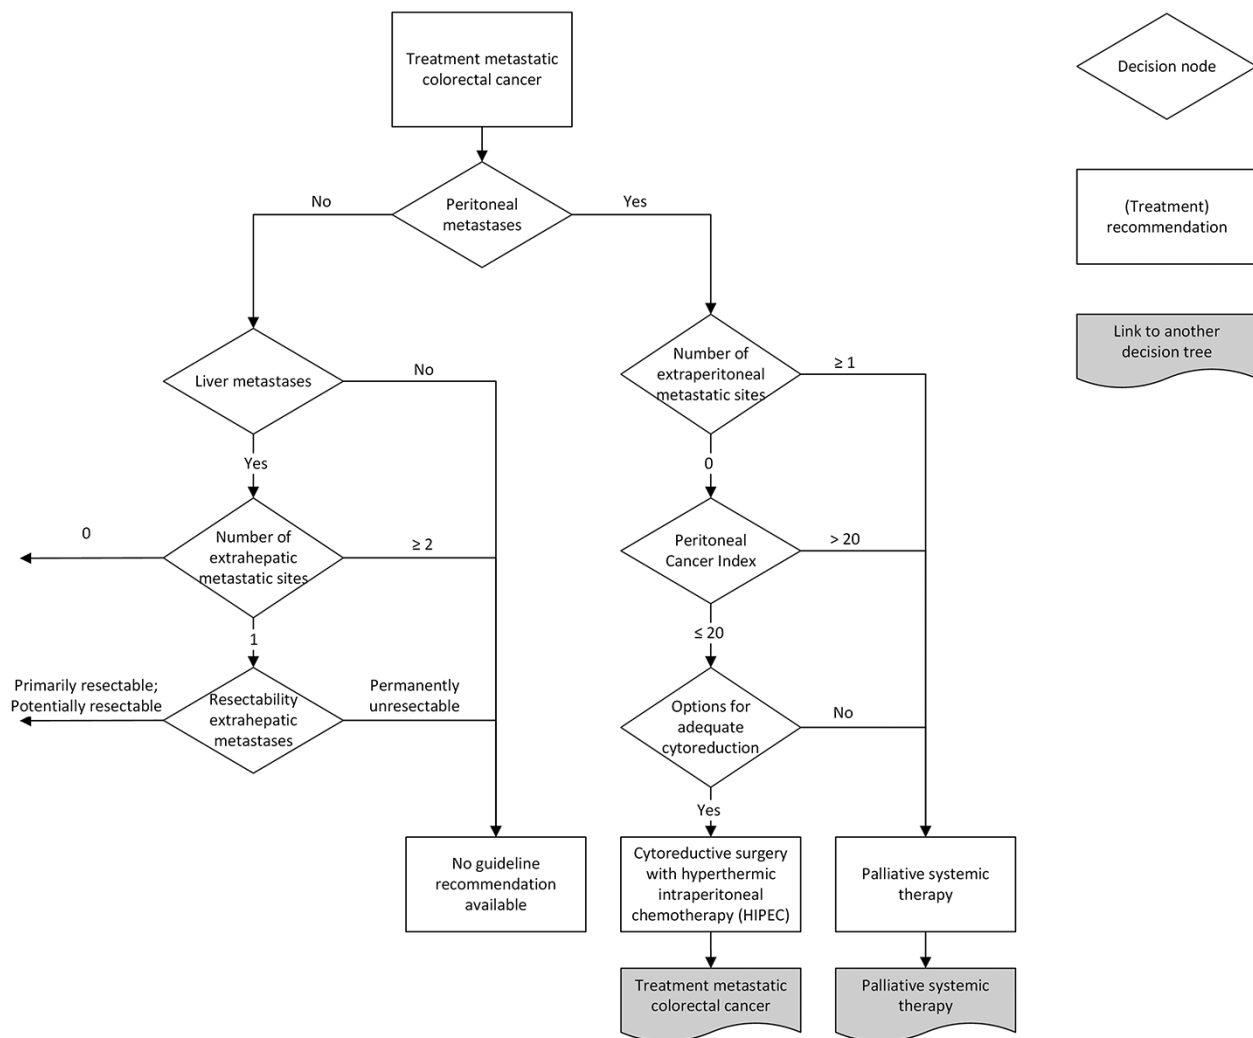 Treatment metastatic
colorectal cancer
Decision node
No
Peritoneal
metastases
Yes
(Treatment)
recommendation
Link to another
decision tree
Liver metastases
No
Number of
extraperitoneal
metastatic sites
≥ 1
Yes
0
0
Number of
extrahepatic
metastatic sites
≥ 2
Peritoneal
Cancer Index
> 20
1
≤ 20
Primarily resectable;
Potentially resectable
Resectability
extrahepatic
metastases
Permanently
unresectable
Options for
adequate
cytoreduction
No
Yes
No guideline
recommendation
available
Cytoreductive surgery
with hyperthermic
intraperitoneal
chemotherapy (HIPEC)
Palliative systemic
therapy
Treatment metastatic
colorectal cancer
Palliative systemic
therapy